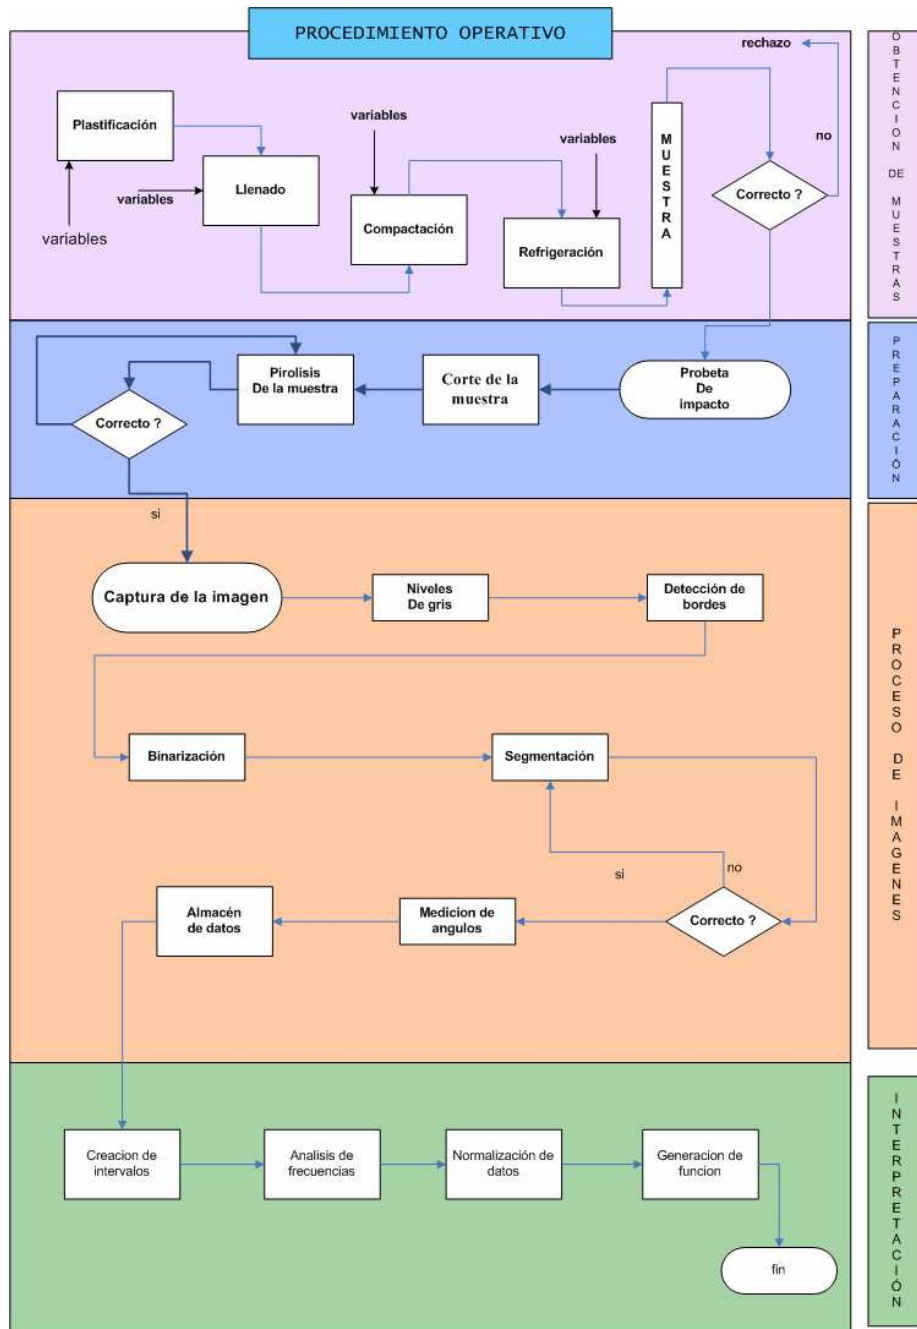 PROCEDIMIENTO OPERATIVO
rechazo
no
Plastificación
variables
variables
Llenado
variables
Compactación
variables
Refrigeración
MUESTRA
Correcto ?
OBTENCION DE MUESTRAS
Pirolisis
De la muestra
Corte de la
muestra
Probeta
De
impacto
Correcto ?
PREPARACIÓN
si
Captura de la imagen
Niveles
De gris
Detección de
bordes
Binarización
Segmentación
si
no
Almacén
de datos
Medicion de
angulos
Correcto ?
PROCESO DE IMAGENES
Creacion de
intervalos
Analisis de
frecuencias
Normalización de
datos
Generacion de
funcion
fin
INTERPRETACIÓN